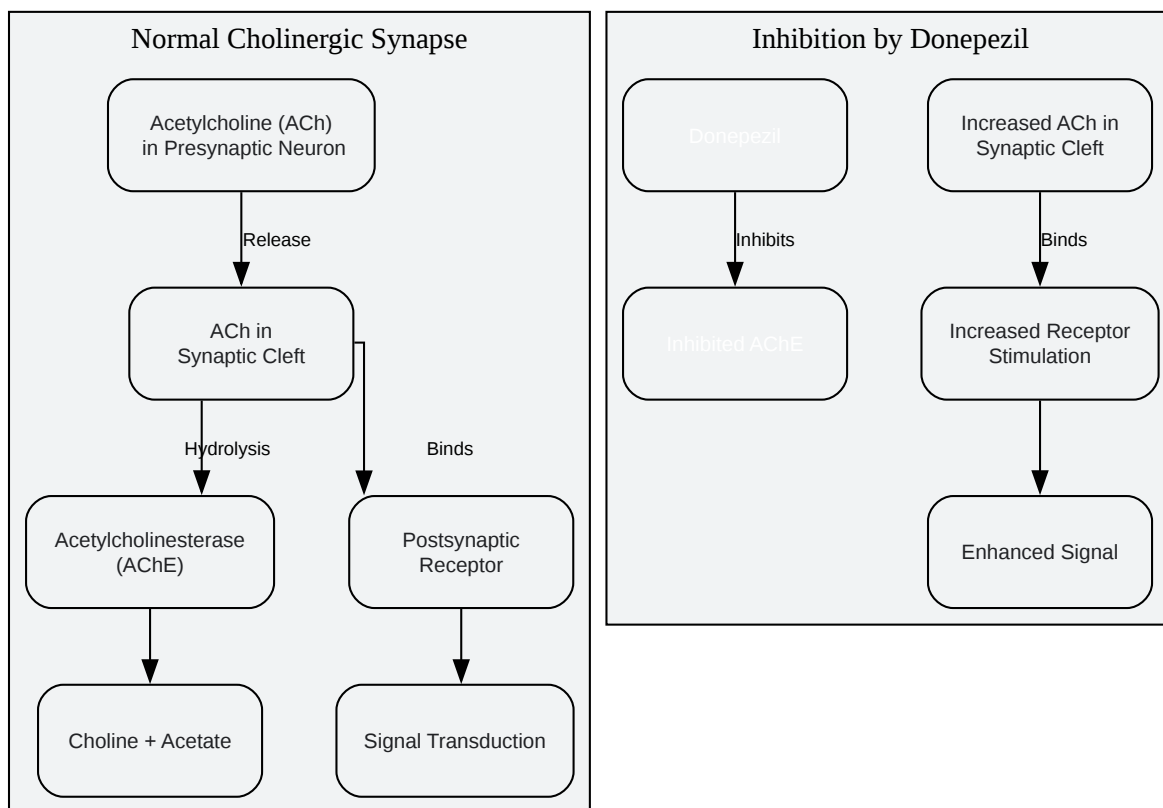 Normal Cholinergic Synapse
Acetylcholine (ACh)
in Presynaptic Neuron
Release
ACh in
Synaptic Cleft
Hydrolysis
Binds
Acetylcholinesterase
(AChE)
Postsynaptic
Receptor
Choline + Acetate
Signal Transduction
Inhibition by Donepezil
Donepezil
Increased ACh in
Synaptic Cleft
Inhibits
Binds
Inhibited AChE
Increased Receptor
Stimulation
Enhanced Signal